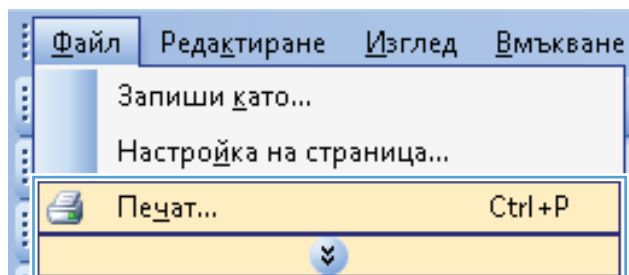 Файл Редактиране Изглед Вмъкване
Запиши като...
Настройка на страница...
Печат... Ctrl+P